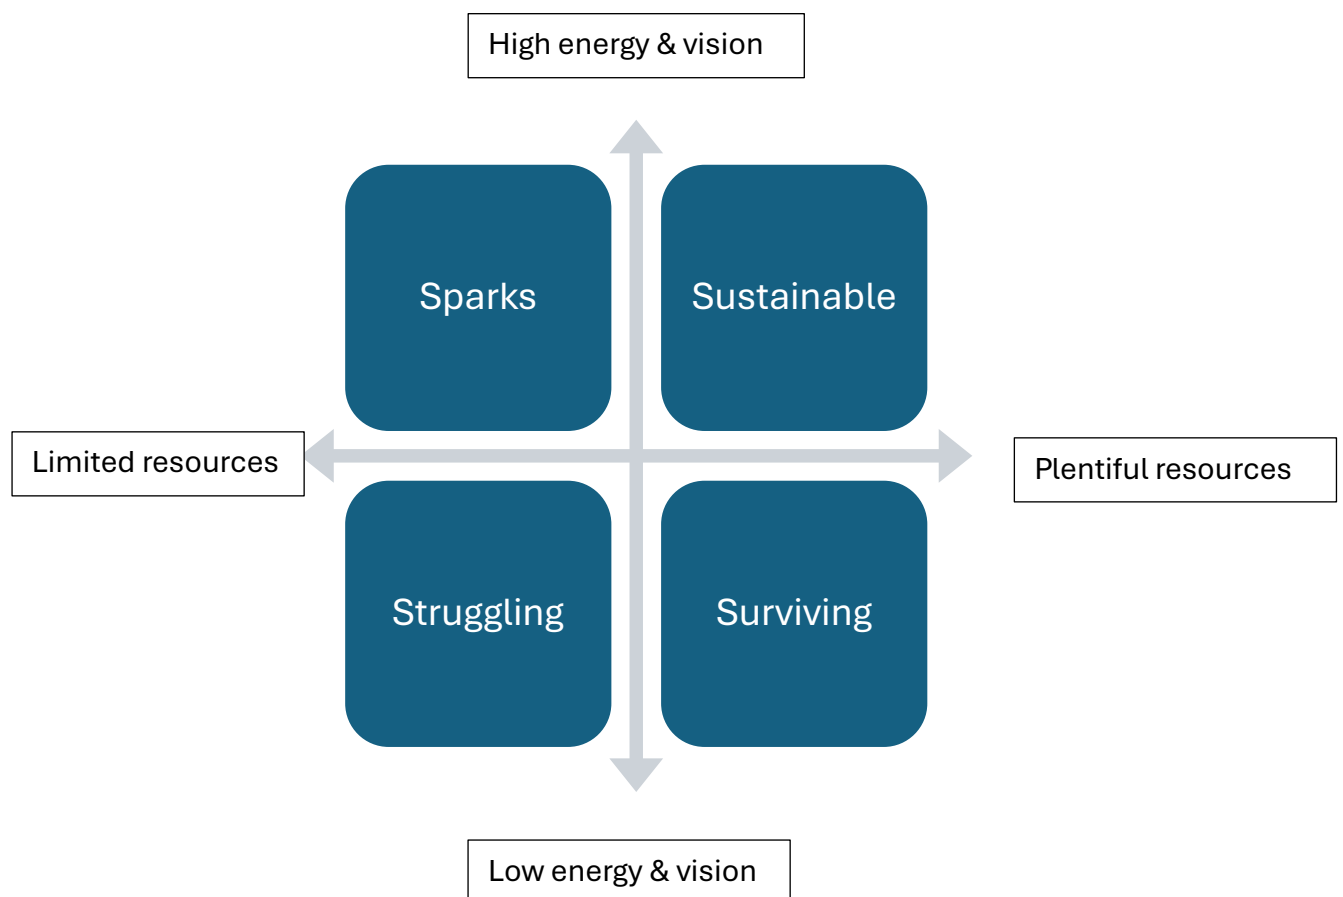 High energy & vision
Sparks
Sustainable
Limited resources
Plentiful resources
Struggling
Surviving
Low energy & vision